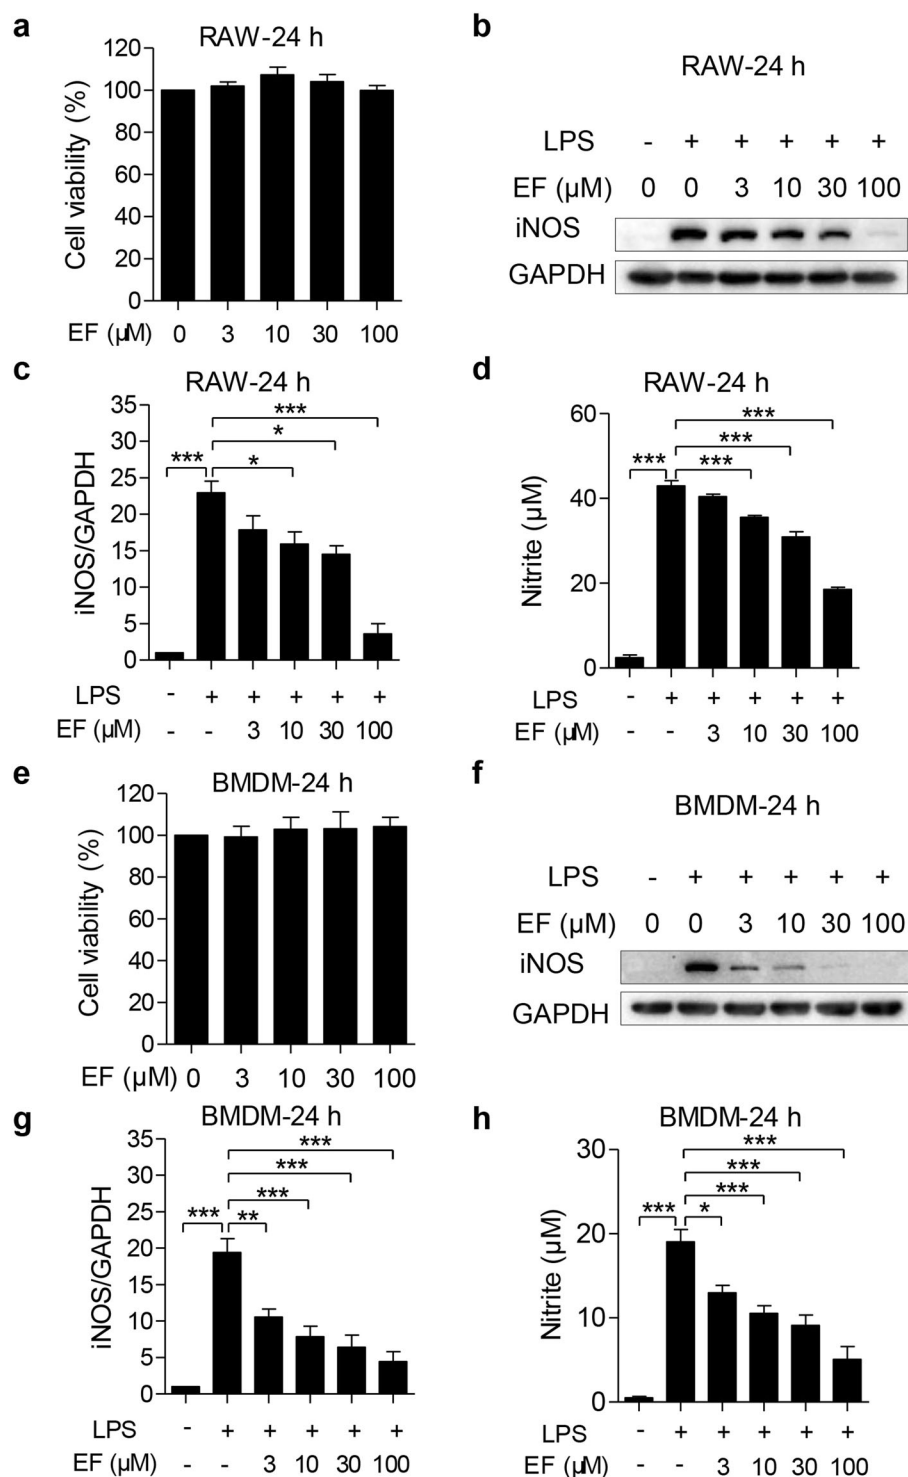 a
RAW-24 h
Cell viability (%)
120
100
80
60
40
20
0
EF (µM) 0 3 10 30 100
b
RAW-24 h
LPS - + + + + +
EF (µM) 0 0 3 10 30 100
iNOS
GAPDH
c
RAW-24 h
iNOS/GAPDH
35
30
25
20
15
10
5
0
***
*
*** *
LPS - + + + + +
EF (µM) - - 3 10 30 100
d
RAW-24 h
Nitrite (µM)
60
40
20
0
***
***
*** ***
LPS - + + + + +
EF (µM) - - 3 10 30 100
e
BMDM-24 h
Cell viability (%)
120
100
80
60
40
20
0
EF (µM) 0 3 10 30 100
f
BMDM-24 h
LPS - + + + + +
EF (µM) 0 0 3 10 30 100
iNOS
GAPDH
g
BMDM-24 h
iNOS/GAPDH
35
30
25
20
15
10
5
0
***
***
***
*** **
LPS - + + + + +
EF (µM) - - 3 10 30 100
h
BMDM-24 h
Nitrite (µM)
30
20
10
0
***
***
***
*** *
LPS - + + + + +
EF (µM) - - 3 10 30 100